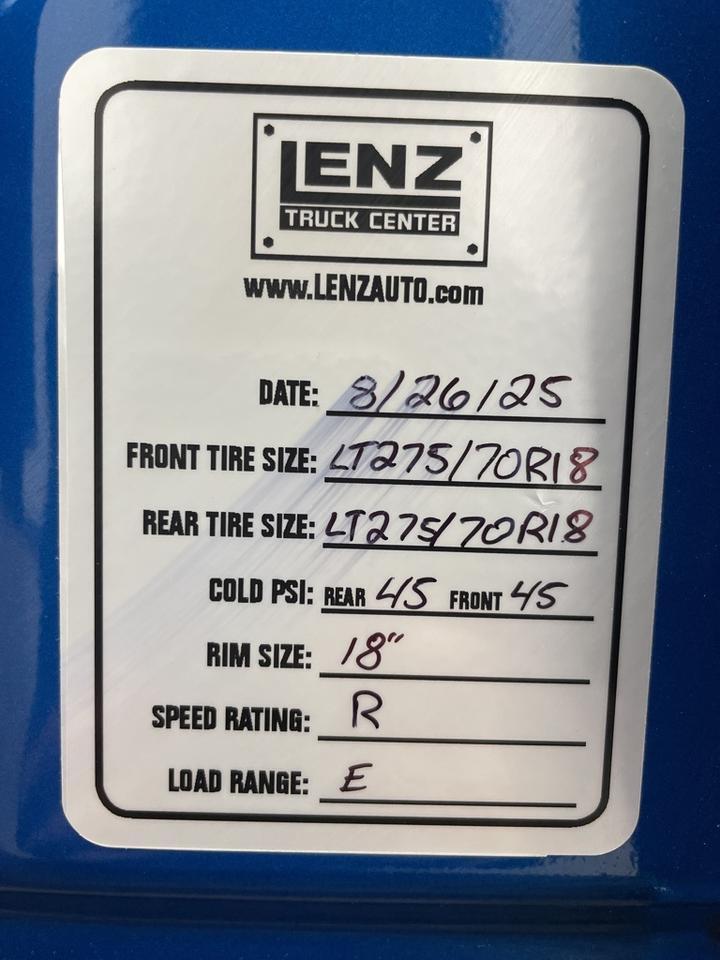 LENZ
TRUCK CENTER
www.LENZAUTO.com
DATE: 8/26/25
FRONT TIRE SIZE: LT275/70R18
REAR TIRE SIZE: LT275/70R18
COLD PSI: REAR 45 FRONT 45
RIM SIZE: 18"
SPEED RATING: R
LOAD RANGE: E